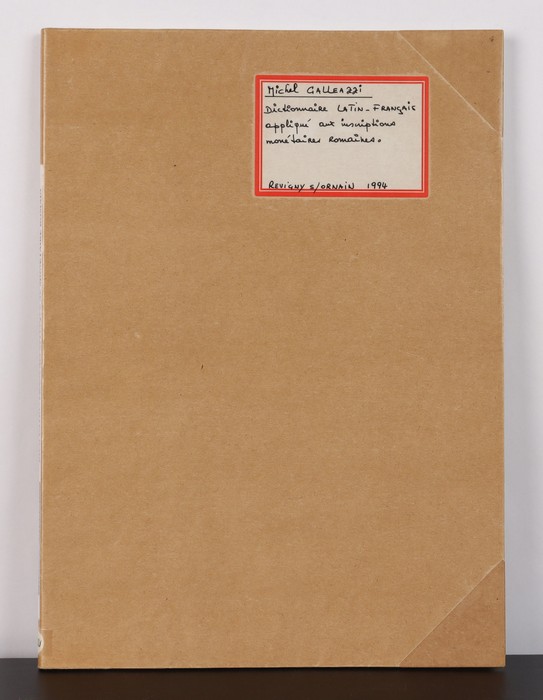 Michel GALLEAZZI
Dictionnaire LATIN-FRANÇAIS
appliqué aux inscriptions
monétaires romaines.
REVIGNY S/ORNAIN 1994